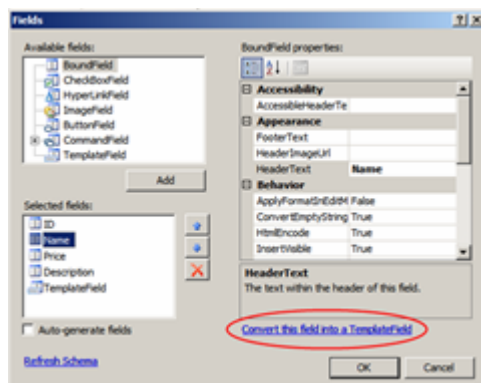 Fields
Available fields:
BoundField
CheckBoxField
HyperLinkField
ImageField
ButtonField
CommandField
TemplateField
Add
Selected fields:
ID
Name
Price
Description
TemplateField
Auto-generate fields
Refresh Schema
BoundField properties:
Accessibility
AccessibleHeaderTe
Appearance
FooterText
HeaderImageUrl
HeaderText Name
Behavior
ApplyFormatInEditM False
ConvertEmptyString True
HtmlEncode True
InsertVisible True
HeaderText
The text within the header of this field.
Convert this field into a TemplateField
OK Cancel